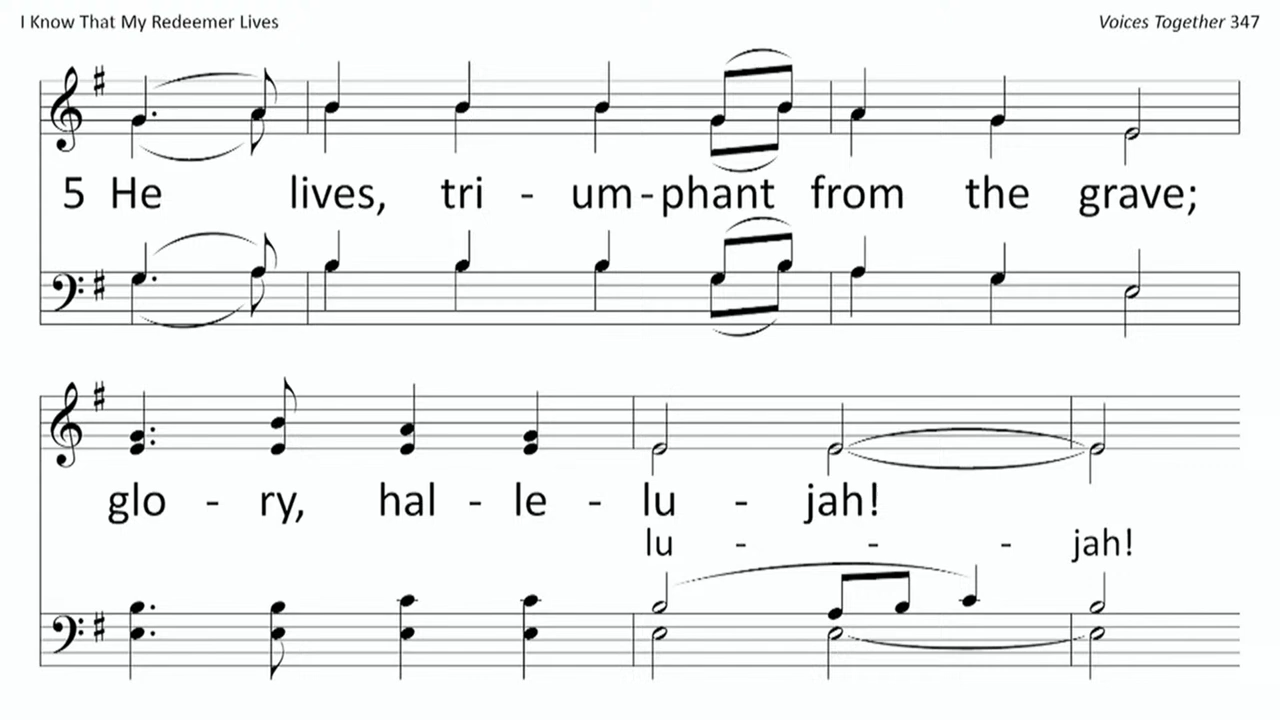 I Know That My Redeemer Lives
Voices Together 347
5 He lives, tri - um - phant from the grave;
glo - ry, hal - le - lu - jah!
lu - - - jah!